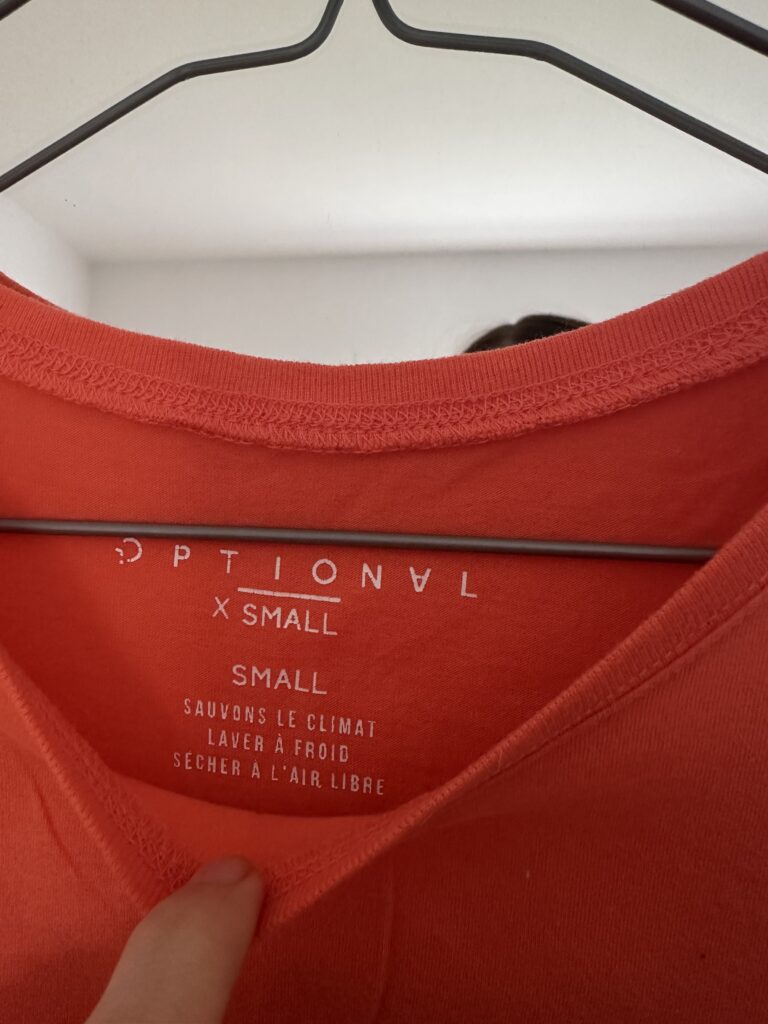 OPTIONAL
X SMALL
SMALL
SAUVONS LE CLIMAT
LAVER À FROID
SÉCHER À L'AIR LIBRE